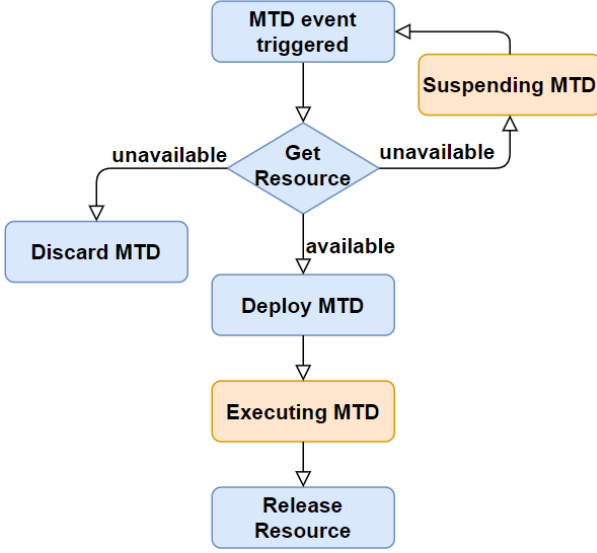 MTD event
triggered
Suspending MTD
Get
Resource
unavailable
unavailable
available
Discard MTD
Deploy MTD
Executing MTD
Release
Resource